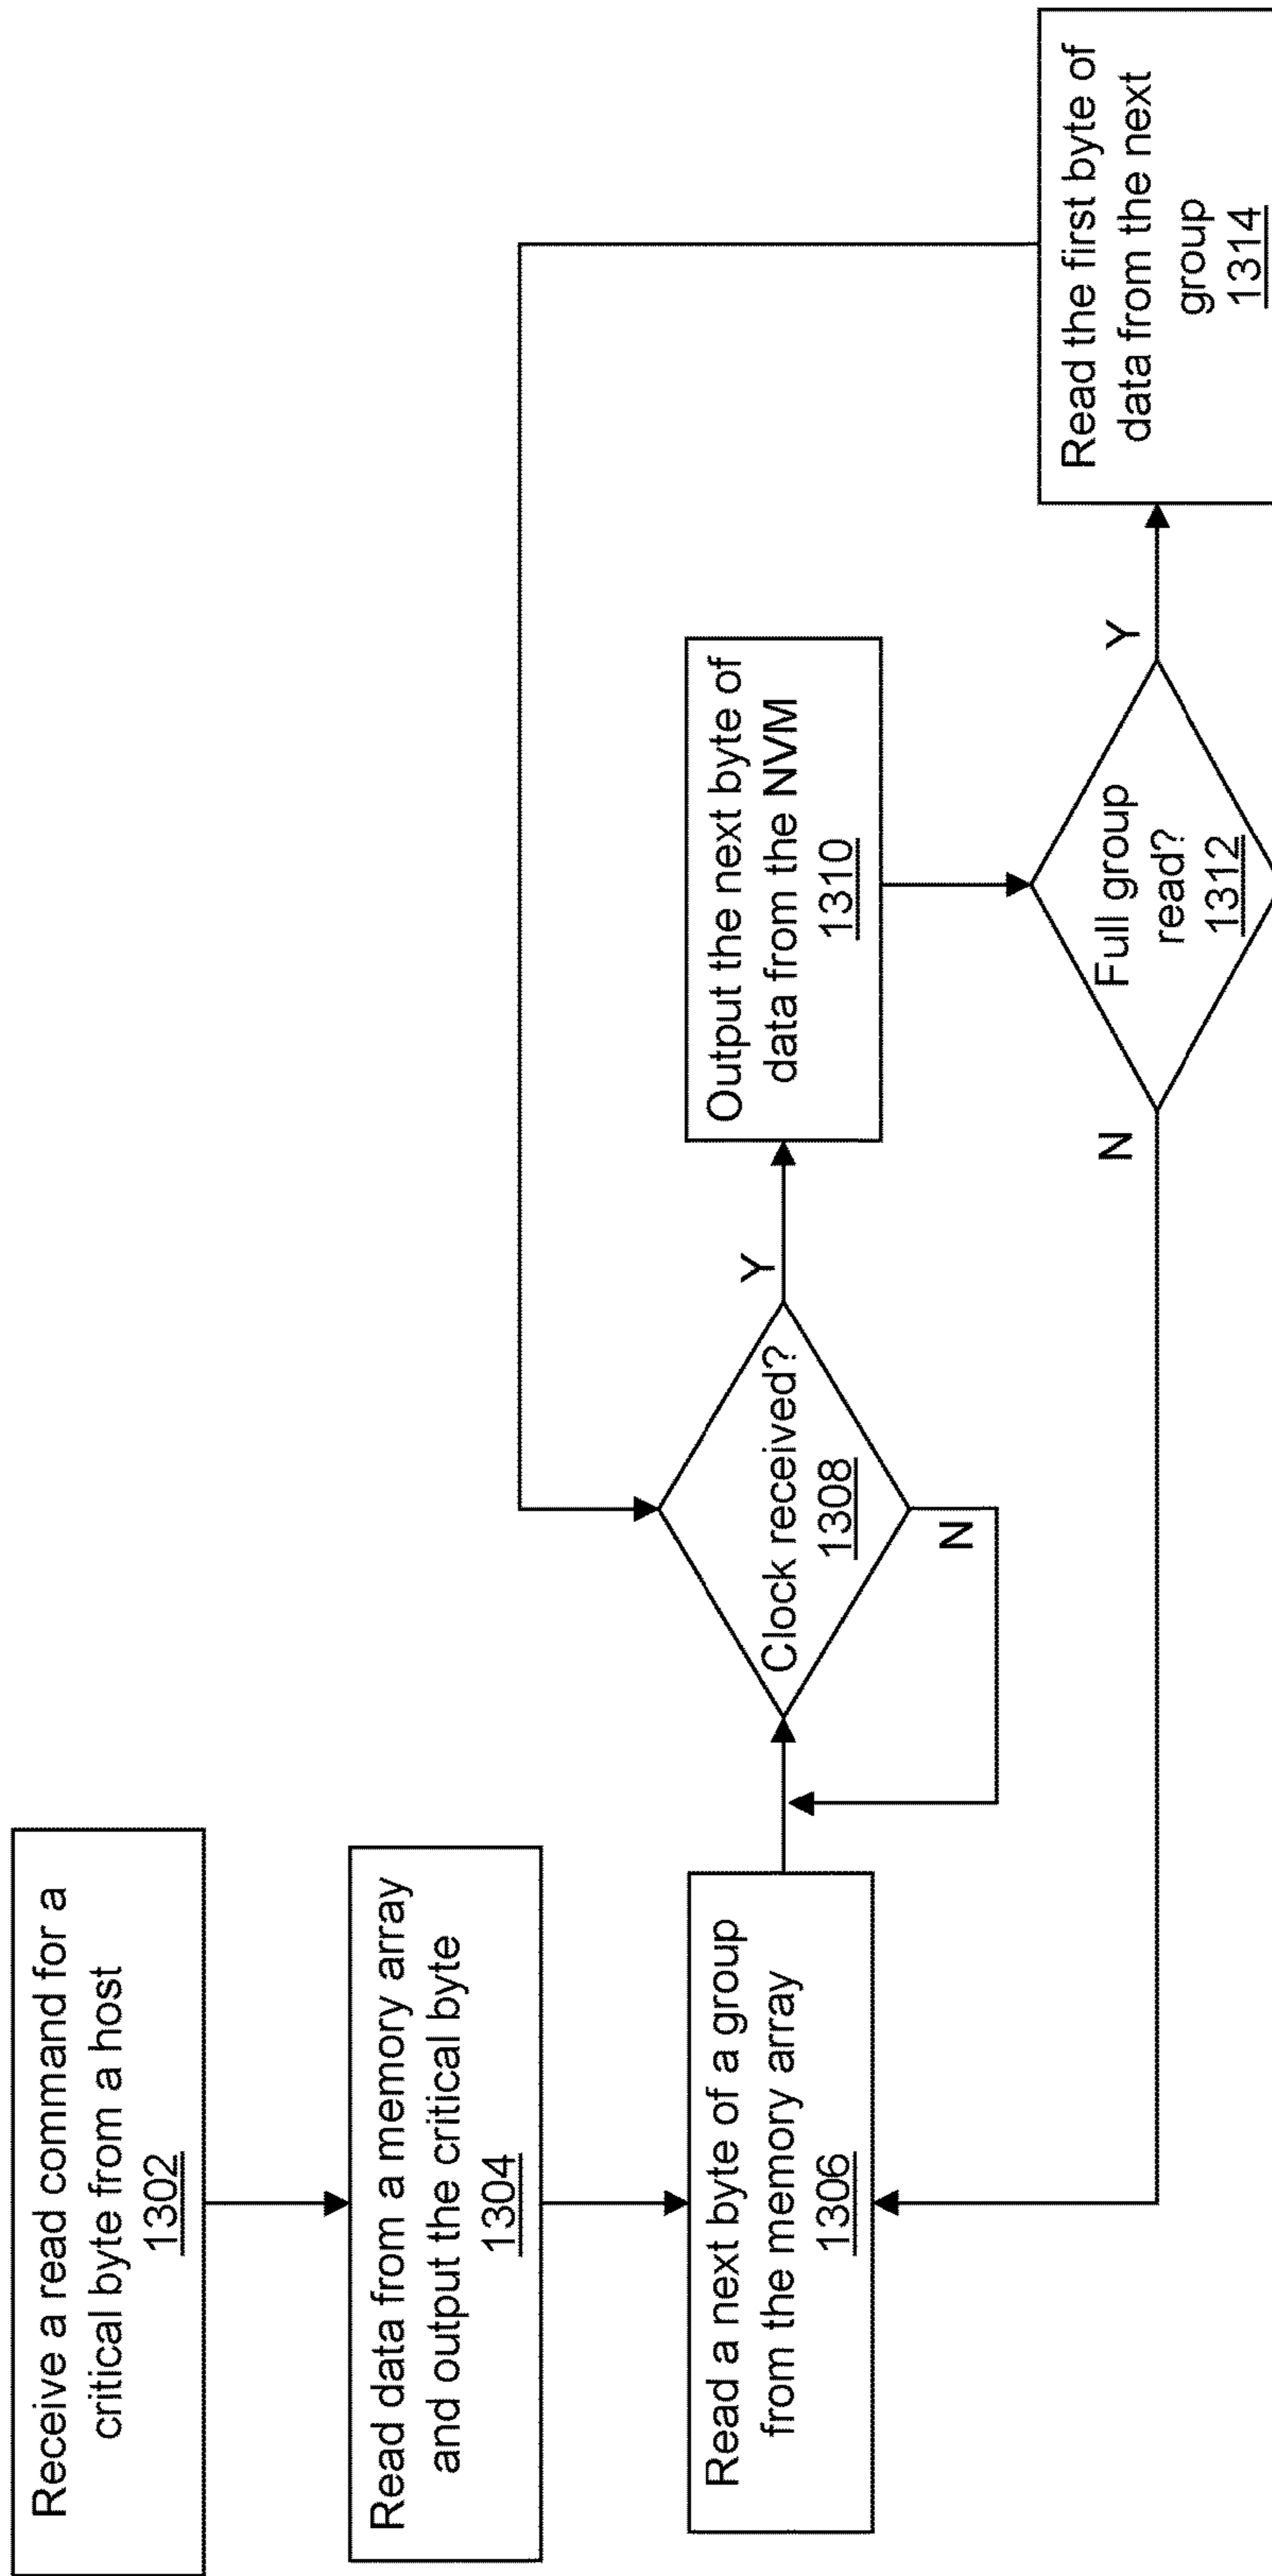 Receive a read command for a
critical byte from a host
1302
Read data from a memory array
and output the critical byte
1304
Read a next byte of a group
from the memory array
1306
Clock received?
1308
Y
N
Output the next byte of
data from the NVM
1310
Full group
read?
1312
N
Y
Read the first byte of
data from the next
group
1314